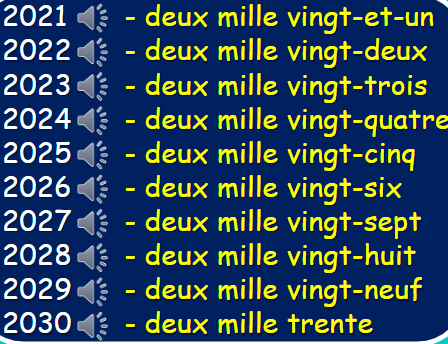 2021 - deux mille vingt-et-un
2022 - deux mille vingt-deux
2023 - deux mille vingt-trois
2024 - deux mille vingt-quatre
2025 - deux mille vingt-cinq
2026 - deux mille vingt-six
2027 - deux mille vingt-sept
2028 - deux mille vingt-huit
2029 - deux mille vingt-neuf
2030 - deux mille trente